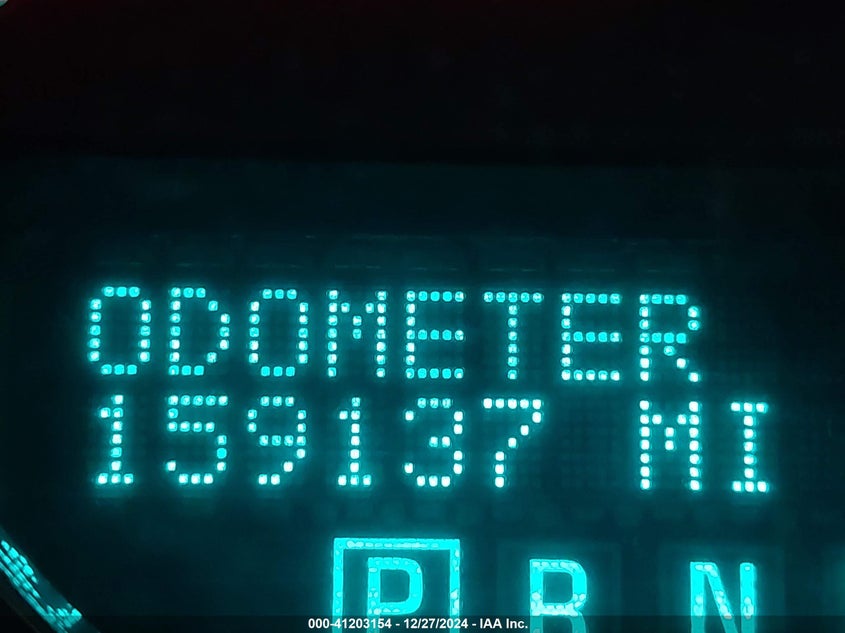 ODOMETER
159137 MI
P R N
000-41203154 - 12/27/2024 - IAA Inc.